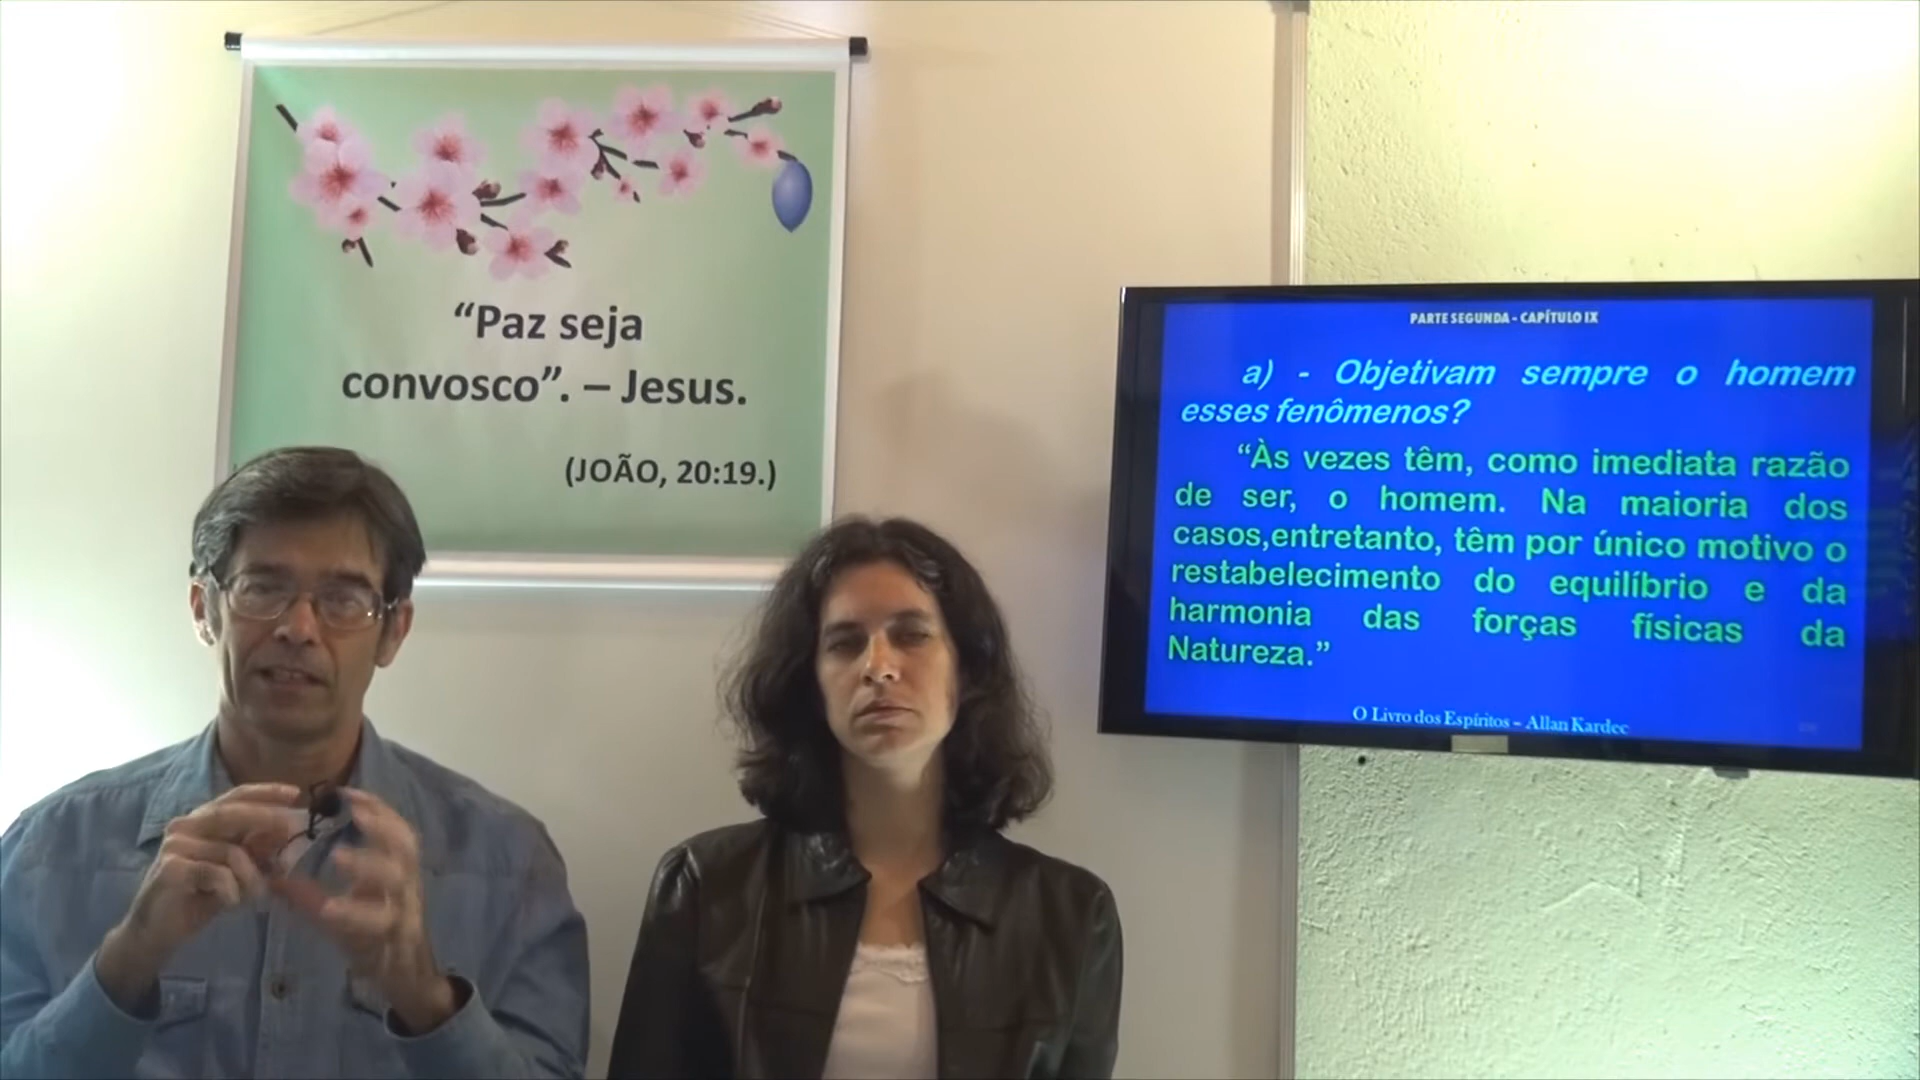 “Paz seja
convosco”. – Jesus.
(JOÃO, 20:19.)
PARTE SEGUNDA - CAPÍTULO IX
a) - Objetivam sempre o homem
esses fenômenos?
“Às vezes têm, como imediata razão
de ser, o homem. Na maioria dos
casos,entretanto, têm por único motivo o
restabelecimento do equilíbrio e da
harmonia das forças físicas da
Natureza.”
O Livro dos Espíritos – Allan Kardec